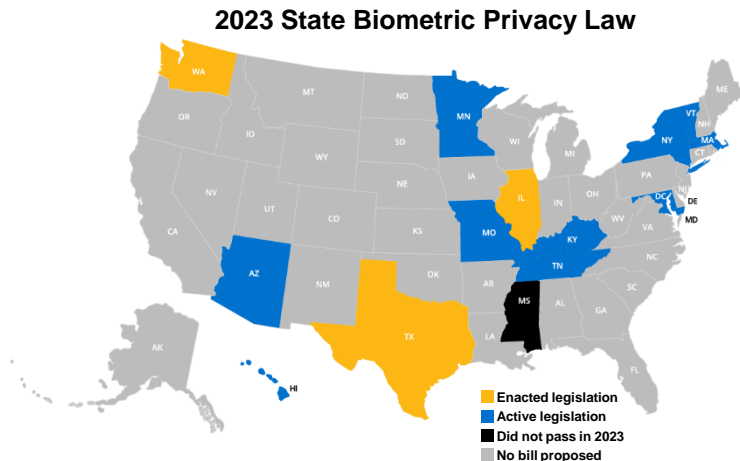 2023 State Biometric Privacy Law
WA
MT
ND
MN
ME
VT
NH
OR
ID
SD
WI
NY
MA
CT
MI
WY
IA
PA
NE
NJ
NV
OH
DE
IL
IN
DC
MD
UT
CO
WV
VA
CA
KS
MO
KY
NC
TN
AZ
NM
OK
AR
SC
MS
AL
GA
TX
LA
AK
FL
HI
Enacted legislation
Active legislation
Did not pass in 2023
No bill proposed